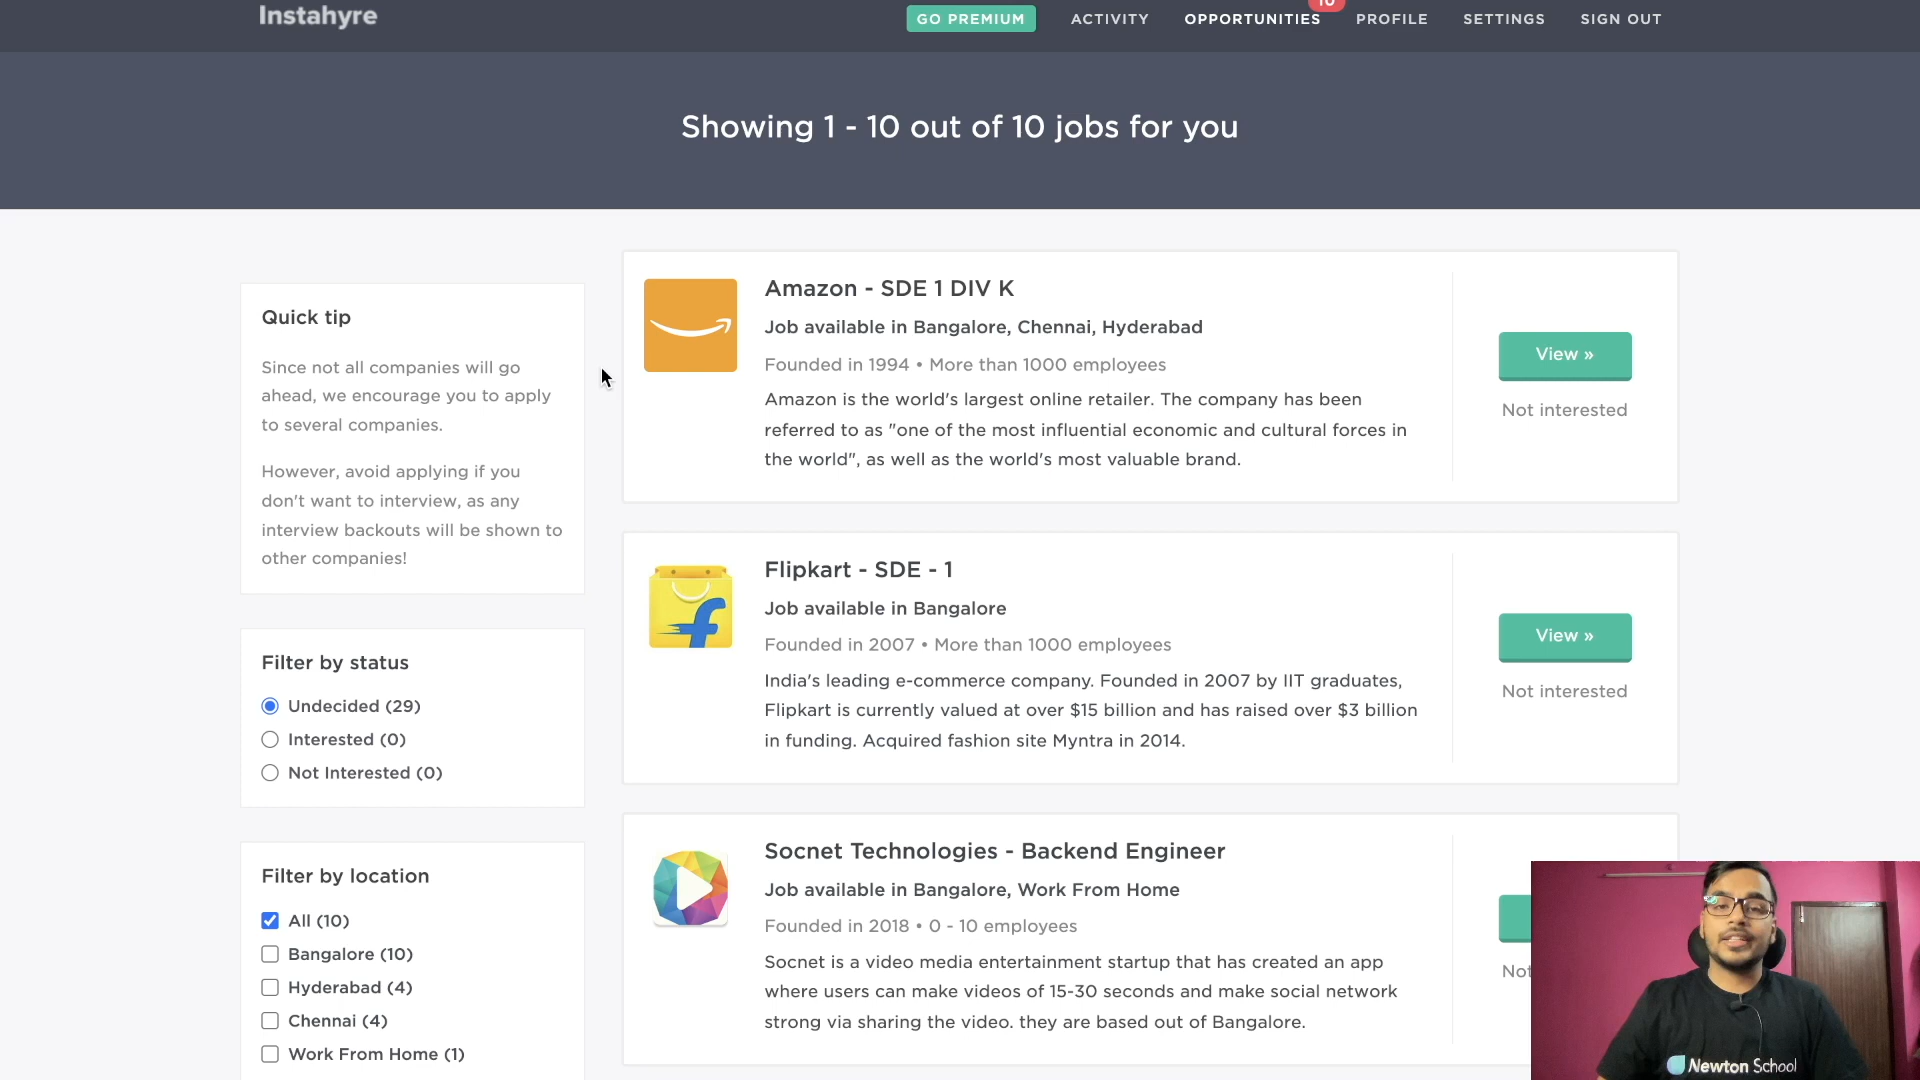 Instahyre
GO PREMIUM
ACTIVITY
OPPORTUNITIES
10
PROFILE
SETTINGS
SIGN OUT
Showing 1 - 10 out of 10 jobs for you
Quick tip
Since not all companies will go
ahead, we encourage you to apply
to several companies.
However, avoid applying if you
don't want to interview, as any
interview backouts will be shown to
other companies!
Filter by status
Undecided (29)
Interested (0)
Not Interested (0)
Filter by location
All (10)
Bangalore (10)
Hyderabad (4)
Chennai (4)
Work From Home (1)
Amazon - SDE 1 DIV K
Job available in Bangalore, Chennai, Hyderabad
Founded in 1994 • More than 1000 employees
Amazon is the world's largest online retailer. The company has been
referred to as "one of the most influential economic and cultural forces in
the world", as well as the world's most valuable brand.
View »
Not interested
Flipkart - SDE - 1
Job available in Bangalore
Founded in 2007 • More than 1000 employees
India's leading e-commerce company. Founded in 2007 by IIT graduates,
Flipkart is currently valued at over $15 billion and has raised over $3 billion
in funding. Acquired fashion site Myntra in 2014.
View »
Not interested
Socnet Technologies - Backend Engineer
Job available in Bangalore, Work From Home
Founded in 2018 • 0 - 10 employees
Socnet is a video media entertainment startup that has created an app
where users can make videos of 15-30 seconds and make social network
strong via sharing the video. they are based out of Bangalore.
Not
Newton School